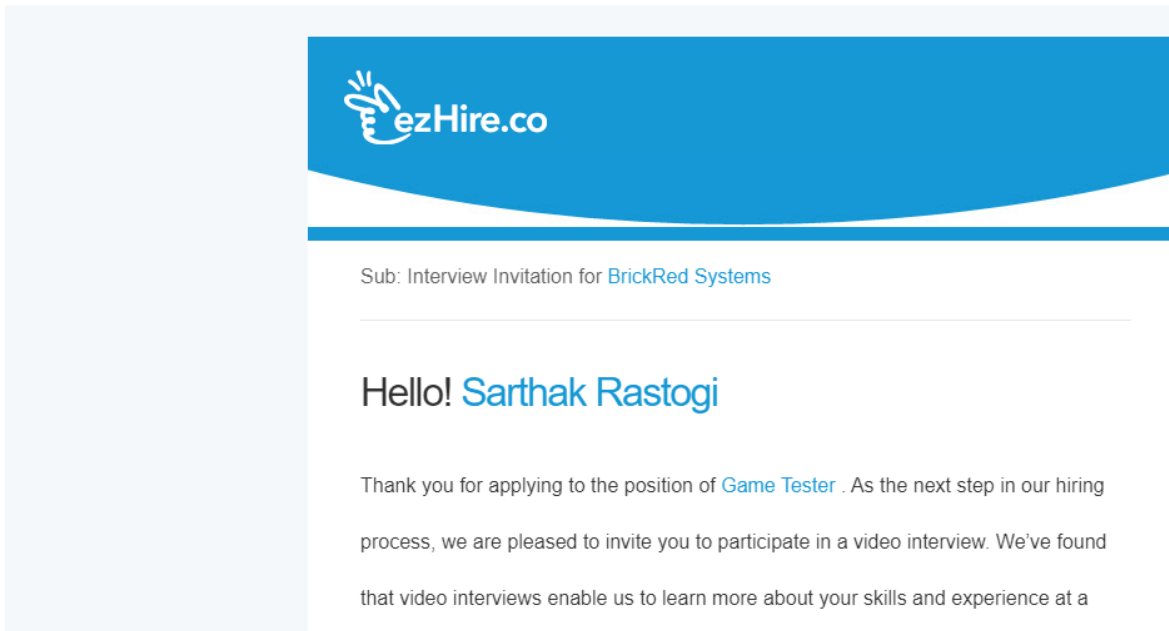 ezHire.co
Sub: Interview Invitation for BrickRed Systems
Hello! Sarthak Rastogi
Thank you for applying to the position of Game Tester . As the next step in our hiring
process, we are pleased to invite you to participate in a video interview. We’ve found
that video interviews enable us to learn more about your skills and experience at a